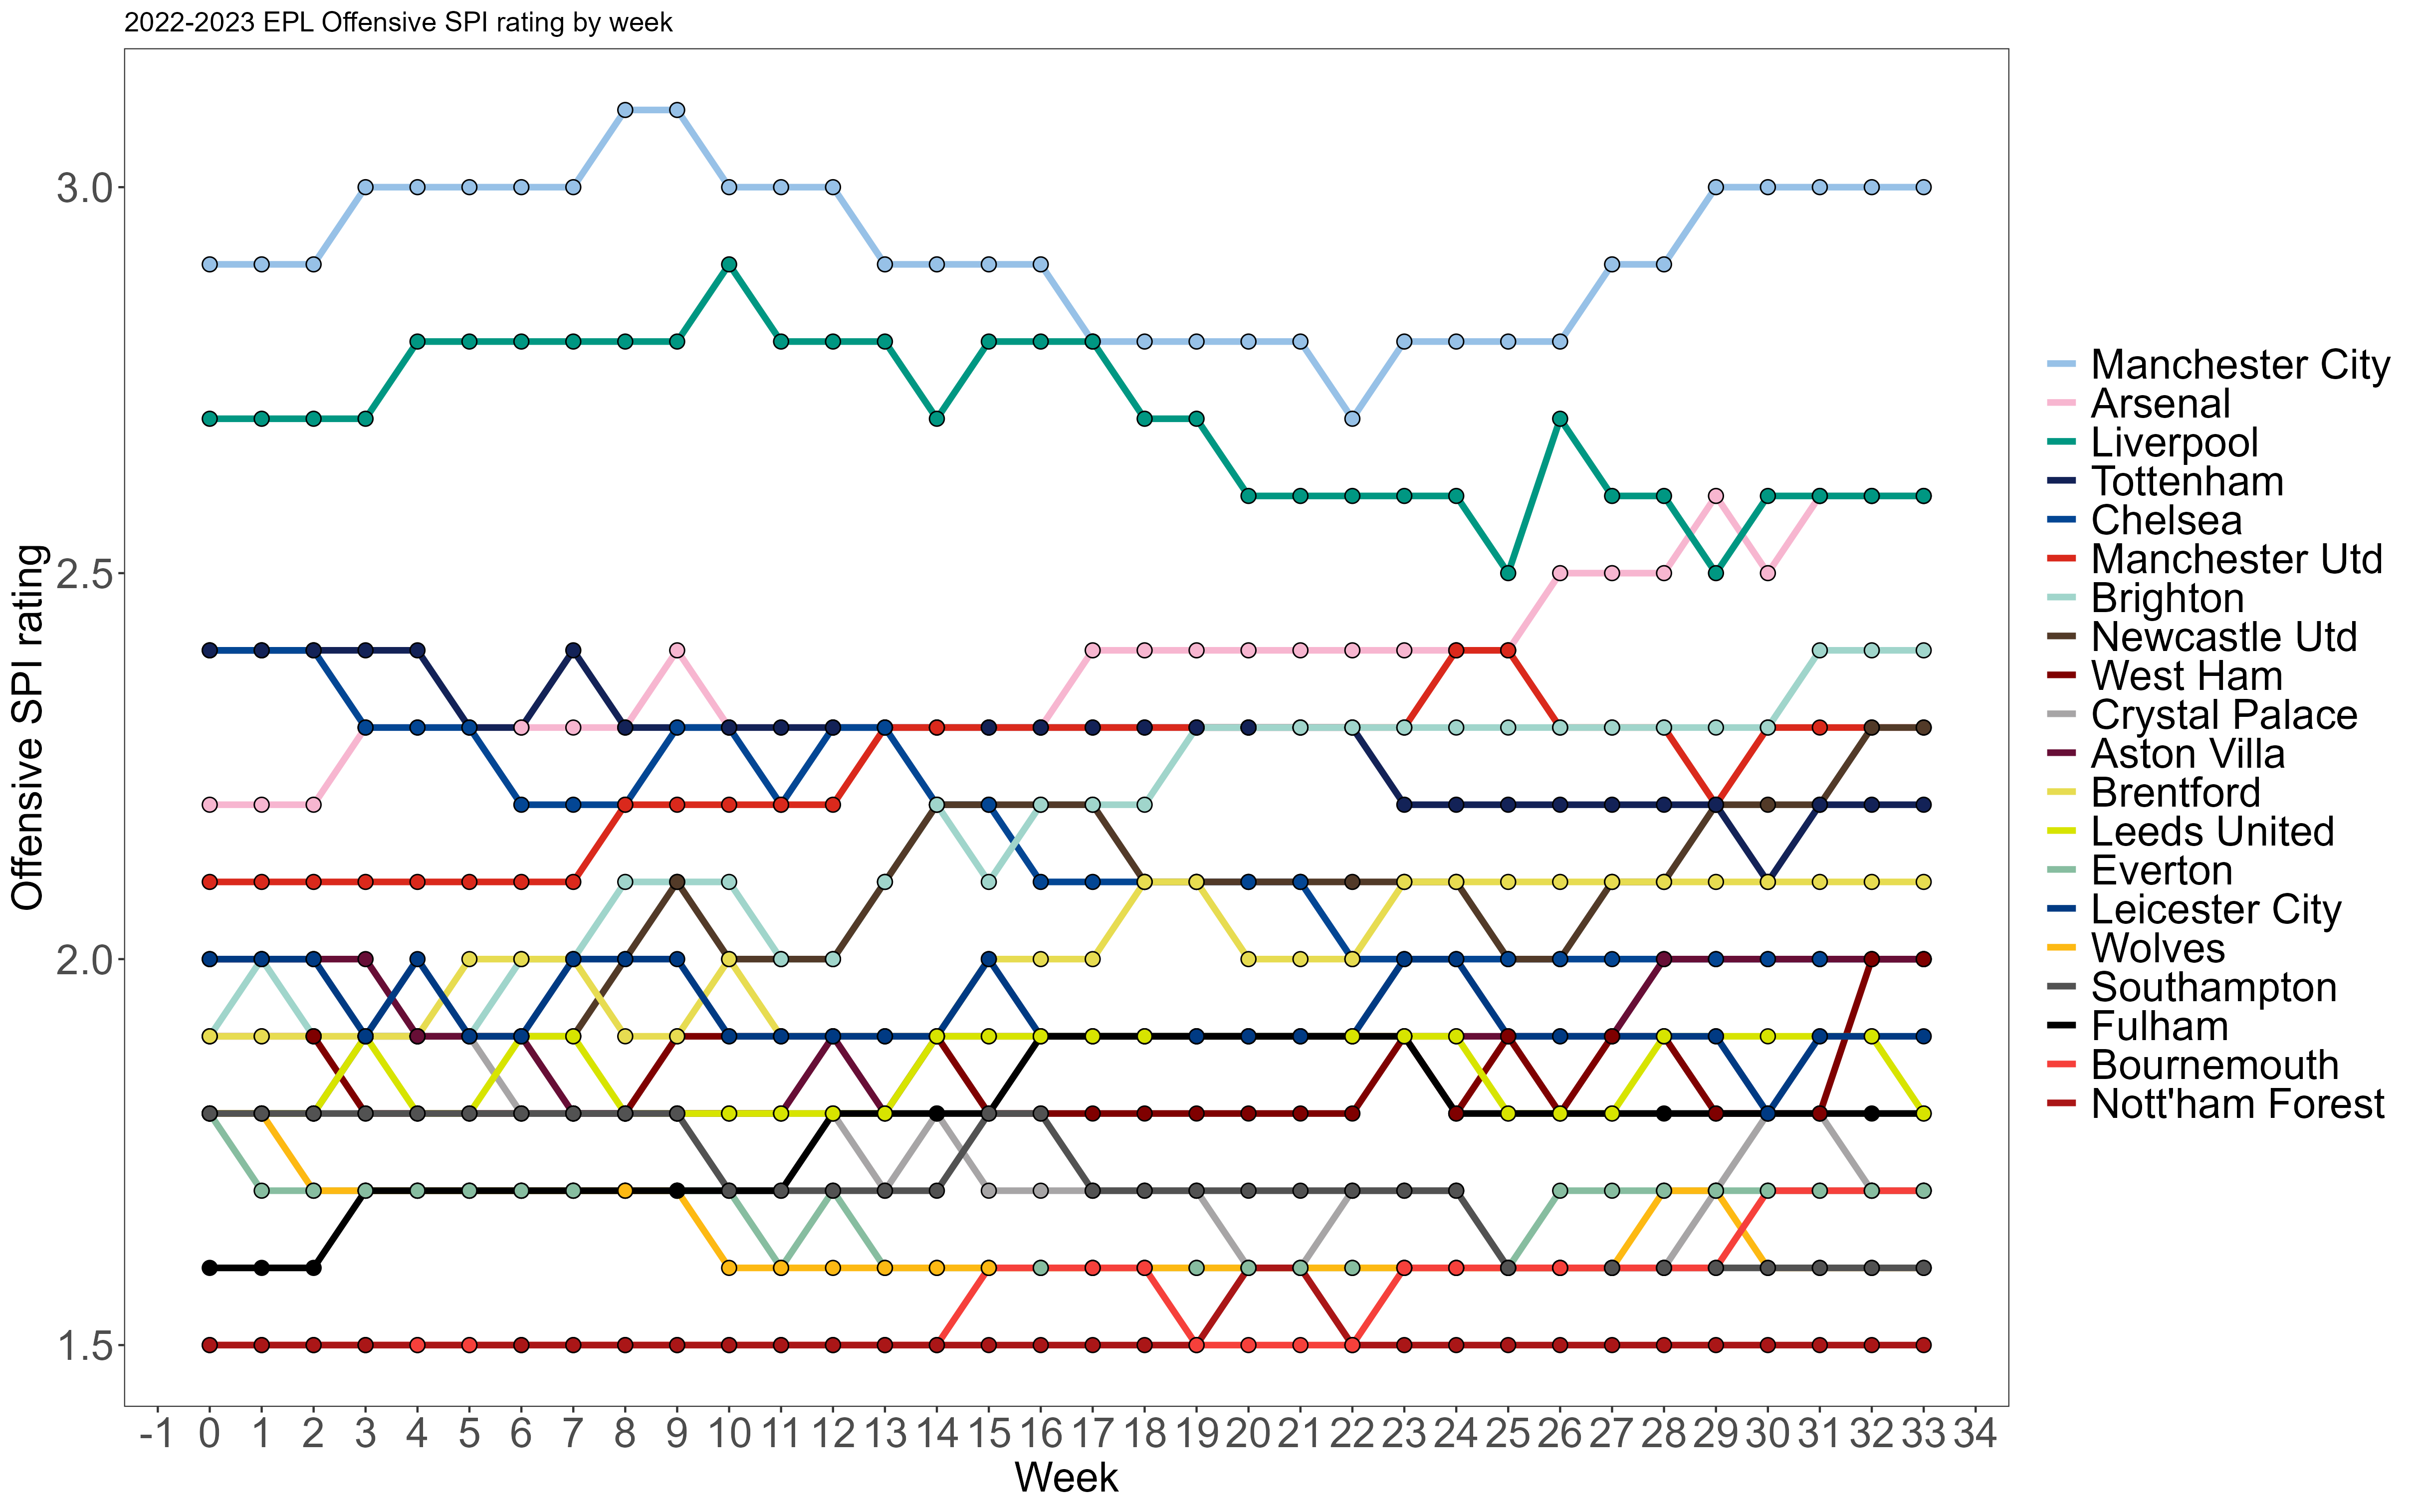 2022-2023 EPL Offensive SPI rating by week
Offensive SPI rating
3.0
2.5
2.0
1.5
-1 0 1 2 3 4 5 6 7 8 9 10 11 12 13 14 15 16 17 18 19 20 21 22 23 24 25 26 27 28 29 30 31 32 33 34
Week
Manchester City
Arsenal
Liverpool
Tottenham
Chelsea
Manchester Utd
Brighton
Newcastle Utd
West Ham
Crystal Palace
Aston Villa
Brentford
Leeds United
Everton
Leicester City
Wolves
Southampton
Fulham
Bournemouth
Nott'ham Forest